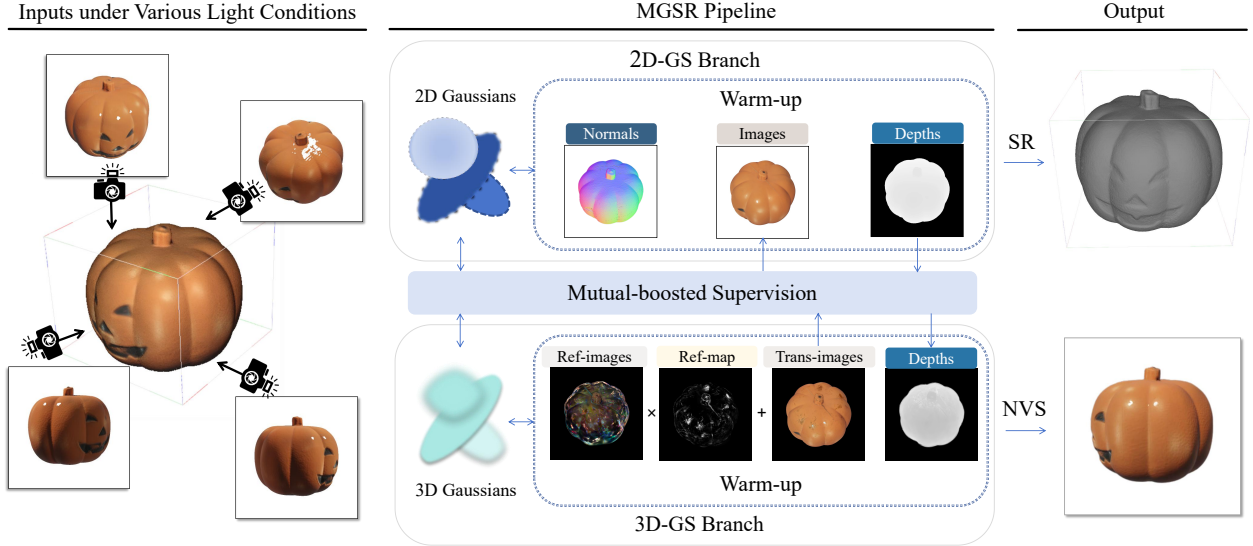 Inputs under Various Light Conditions
MGSR Pipeline
Output
2D-GS Branch
2D Gaussians
Warm-up
Normals
Images
Depths
SR
Mutual-boosted Supervision
Ref-images
Ref-map
Trans-images
Depths
×
+
NVS
3D Gaussians
Warm-up
3D-GS Branch